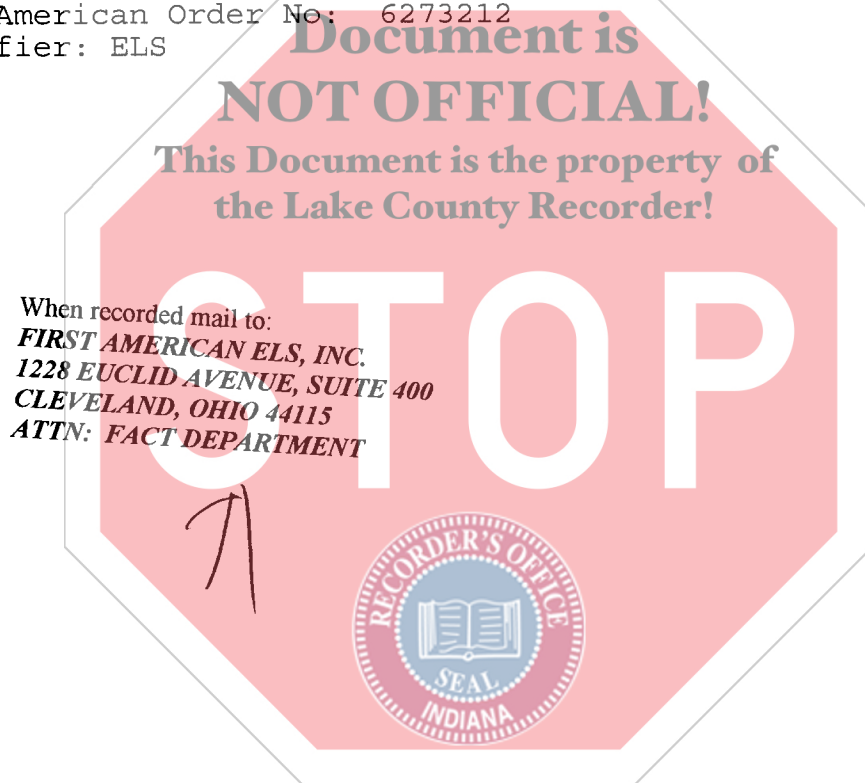 American Order No: 6273212
fier: ELS
Document is
NOT OFFICIAL!
This Document is the property of
the Lake County Recorder!
STOP
When recorded mail to:
FIRST AMERICAN ELS, INC.
1228 EUCLID AVENUE, SUITE 400
CLEVELAND, OHIO 44115
ATTN: FACT DEPARTMENT
RECORDER'S OFFICE
SEAL
INDIANA